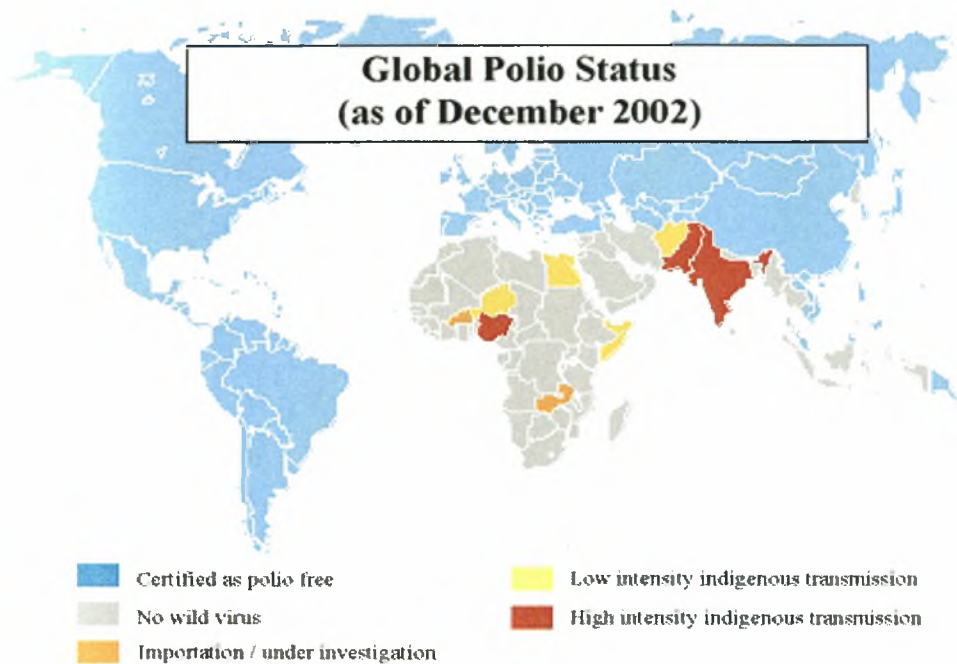 Global Polio Status
(as of December 2002)
Certified as polio free
No wild virus
Importation / under investigation
Low intensity indigenous transmission
High intensity indigenous transmission